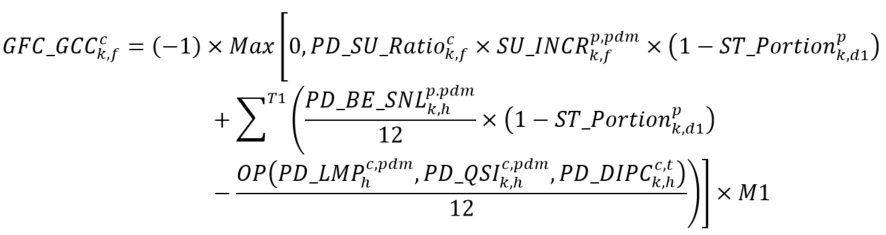 GFC_GCC^c_{k,f} = (−1) × Max[0, PD_SU_Ratio^c_{k,f} × SU_INCR^{p,pdm}_{k,f} × (1 − ST_Portion^p_{k,d1})
+ ∑^{T1} (PD_BE_SNL^{p.pdm}_{k,h} / 12 × (1 − ST_Portion^p_{k,d1})
− OP(PD_LMP^{c,pdm}_h, PD_QSI^{c,pdm}_{k,h}, PD_DIPC^{c,t}_{k,h}) / 12)] × M1